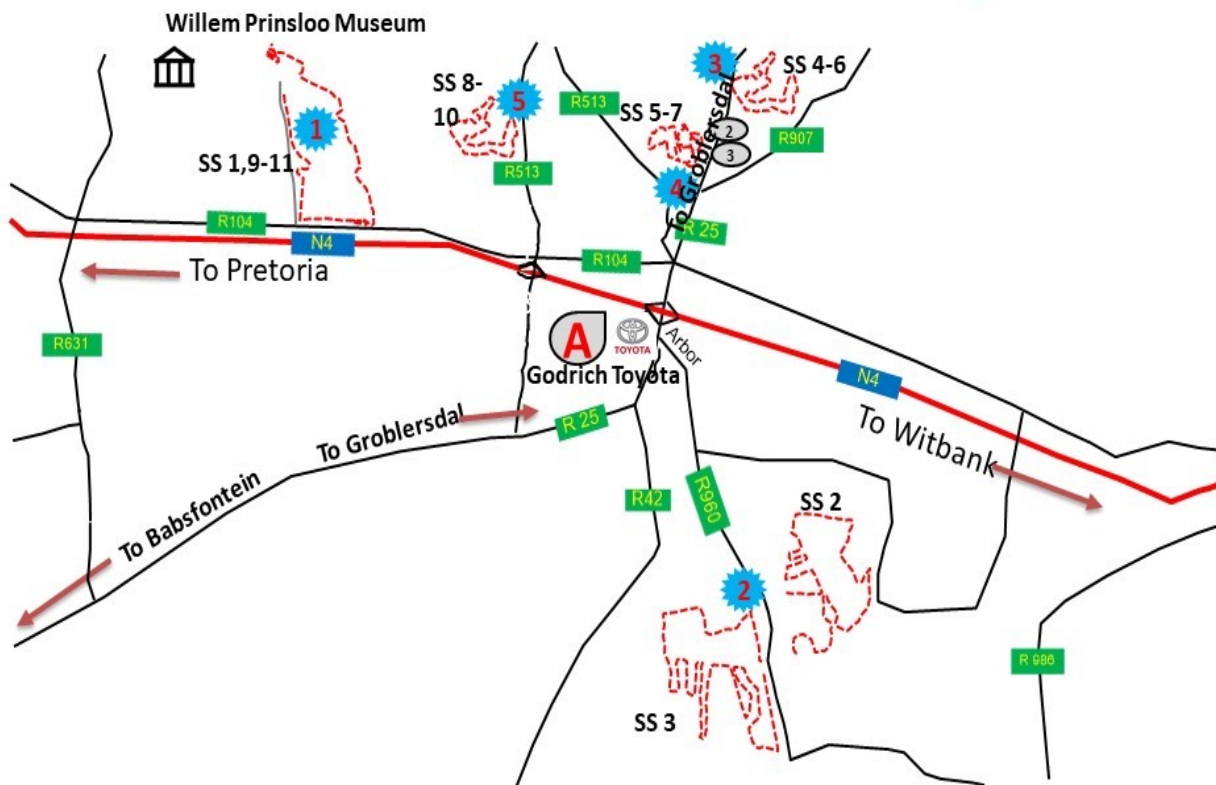 Willem Prinsloo Museum
SS 8-
10
5
R513
3
SS 4-6
R513
SS 5-7
2
3
R907
1
SS 1,9-11
R513
4
To Groblersdal
R104
N4
R 25
R104
To Pretoria
R631
A
TOYOTA
Arbor
Godrich Toyota
N4
To Groblersdal
R 25
To Witbank
R42
R960
SS 2
To Babsfontein
2
SS 3
R 986